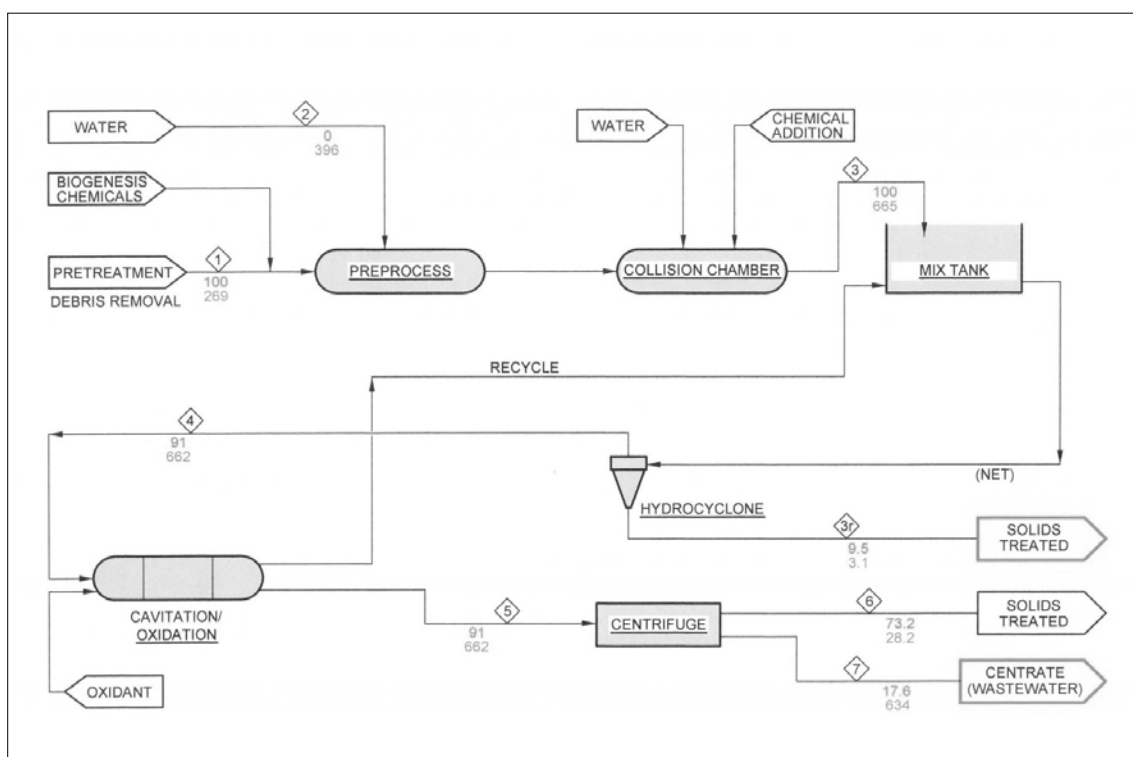 WATER
2
0
396
WATER
CHEMICAL
ADDITION
BIOGENESIS
CHEMICALS
3
100
665
PRETREATMENT
1
100
269
DEBRIS REMOVAL
PREPROCESS
COLLISION CHAMBER
MIX TANK
RECYCLE
4
91
662
(NET)
HYDROCYCLONE
3r
9.5
3.1
SOLIDS
TREATED
CAVITATION/
OXIDATION
5
91
662
CENTRIFUGE
6
73.2
28.2
SOLIDS
TREATED
7
17.6
634
CENTRATE
(WASTEWATER)
OXIDANT